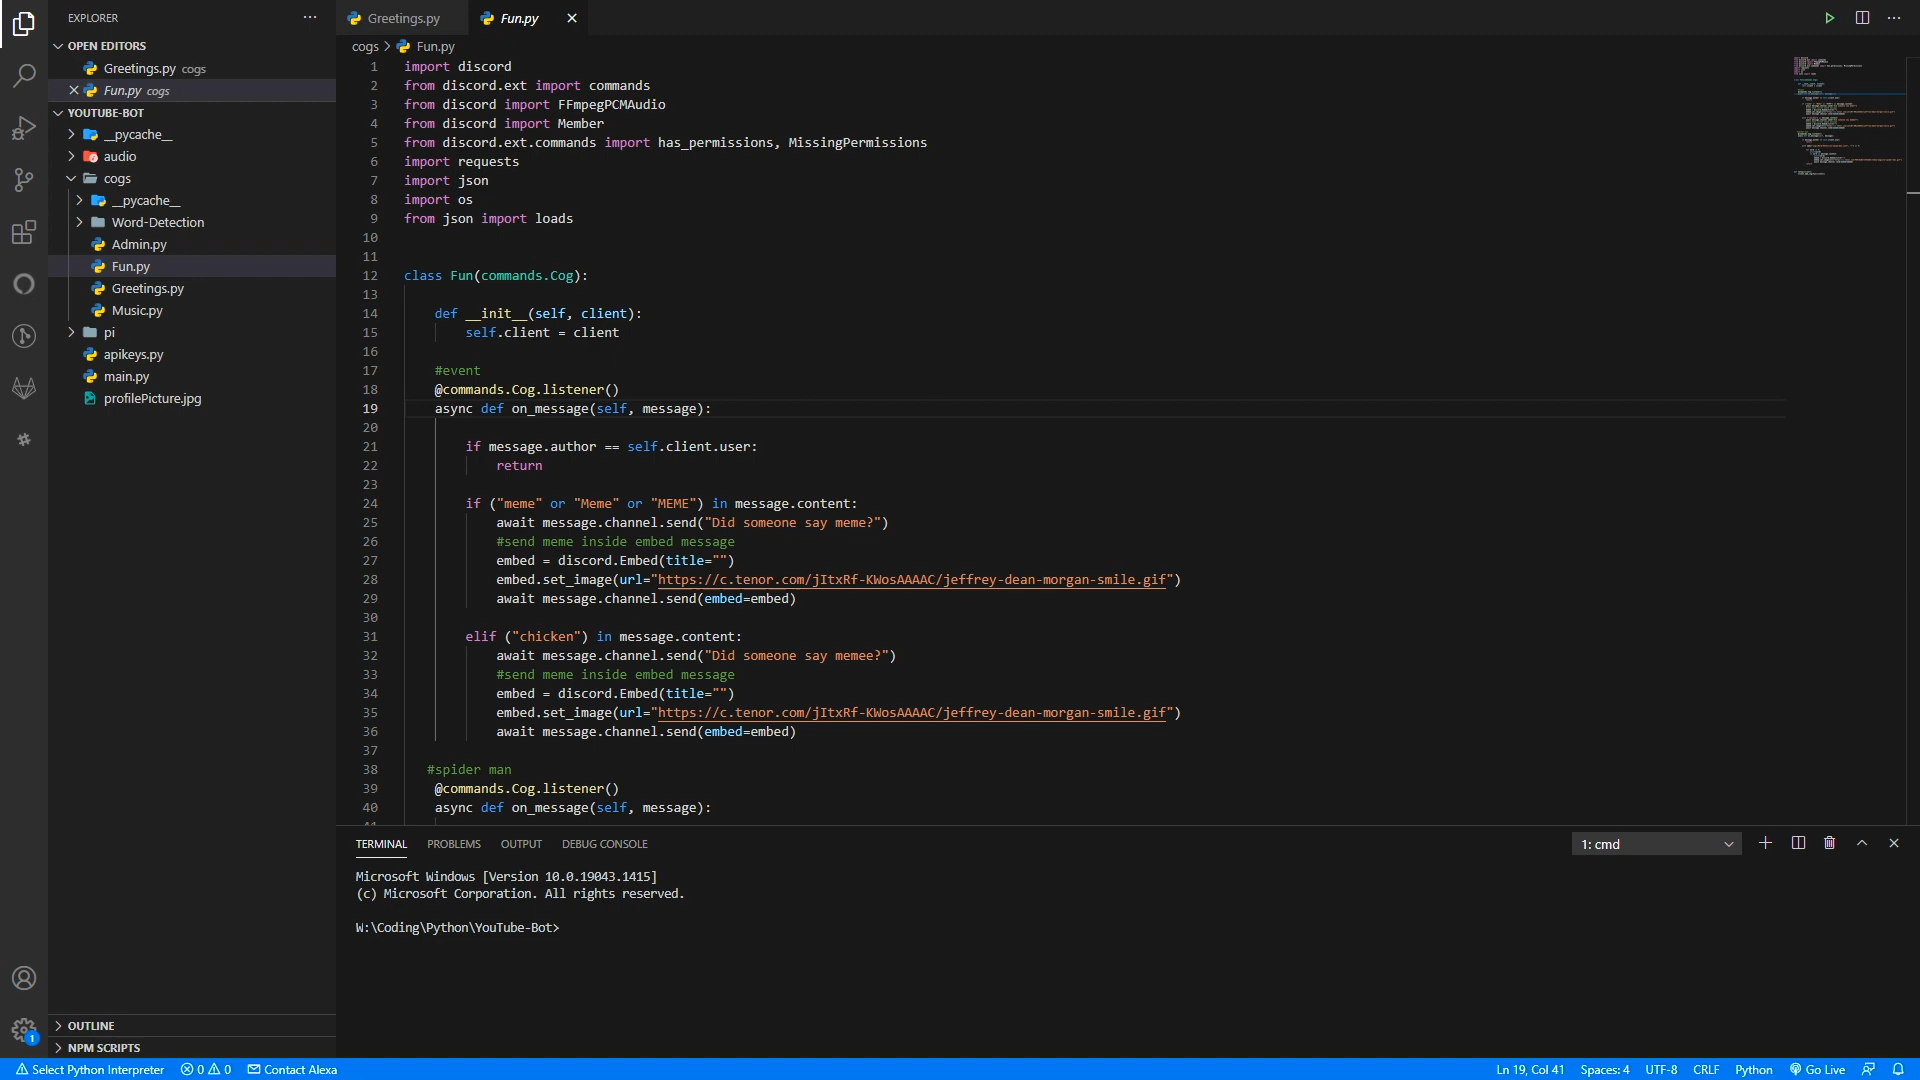 EXPLORER
OPEN EDITORS
Greetings.py cogs
Fun.py cogs
YOUTUBE-BOT
__pycache__
audio
cogs
__pycache__
Word-Detection
Admin.py
Fun.py
Greetings.py
Music.py
pi
apikeys.py
main.py
profilePicture.jpg
OUTLINE
NPM SCRIPTS
Greetings.py
Fun.py
cogs > Fun.py
1 import discord
2 from discord.ext import commands
3 from discord import FFmpegPCMAudio
4 from discord import Member
5 from discord.ext.commands import has_permissions, MissingPermissions
6 import requests
7 import json
8 import os
9 from json import loads
10
11
12 class Fun(commands.Cog):
13
14 def __init__(self, client):
15 self.client = client
16
17 #event
18 @commands.Cog.listener()
19 async def on_message(self, message):
20
21 if message.author == self.client.user:
22 return
23
24 if ("meme" or "Meme" or "MEME") in message.content:
25 await message.channel.send("Did someone say meme?")
26 #send meme inside embed message
27 embed = discord.Embed(title="")
28 embed.set_image(url="https://c.tenor.com/jItxRf-KWosAAAAC/jeffrey-dean-morgan-smile.gif")
29 await message.channel.send(embed=embed)
30
31 elif ("chicken") in message.content:
32 await message.channel.send("Did someone say memee?")
33 #send meme inside embed message
34 embed = discord.Embed(title="")
35 embed.set_image(url="https://c.tenor.com/jItxRf-KWosAAAAC/jeffrey-dean-morgan-smile.gif")
36 await message.channel.send(embed=embed)
37
38 #spider man
39 @commands.Cog.listener()
40 async def on_message(self, message):
TERMINAL PROBLEMS OUTPUT DEBUG CONSOLE
1: cmd
Microsoft Windows [Version 10.0.19043.1415]
(c) Microsoft Corporation. All rights reserved.
W:\Coding\Python\YouTube-Bot>
1
Select Python Interpreter 0 0 Contact Alexa
Ln 19, Col 41 Spaces: 4 UTF-8 CRLF Python Go Live